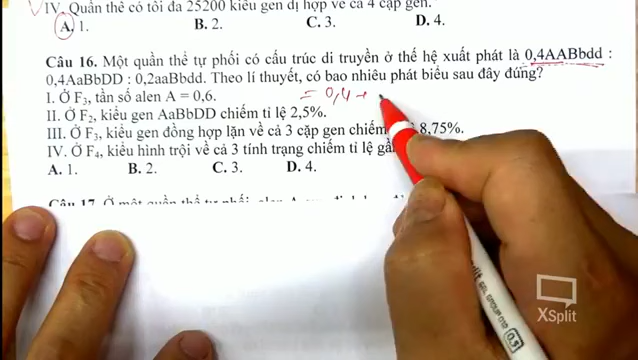 IV. Quần thể có tối đa 25200 kiểu gen dị hợp về cả 4 cặp gen.
A. 1. B. 2. C. 3. D. 4.
Câu 16. Một quần thể tự phối có cấu trúc di truyền ở thế hệ xuất phát là 0,4AABbdd :
0,4AaBbDD : 0,2aaBbdd. Theo lí thuyết, có bao nhiêu phát biểu sau đây đúng?
I. Ở F3, tần số alen A = 0,6. = 0,4 +
II. Ở F2, kiểu gen AaBbDD chiếm tỉ lệ 2,5%.
III. Ở F3, kiểu gen đồng hợp lặn về cả 3 cặp gen chiếm 8,75%.
IV. Ở F4, kiểu hình trội về cả 3 tính trạng chiếm tỉ lệ
A. 1. B. 2. C. 3. D. 4.
Câu 17. Ở một quần thể
XSplit
0.5